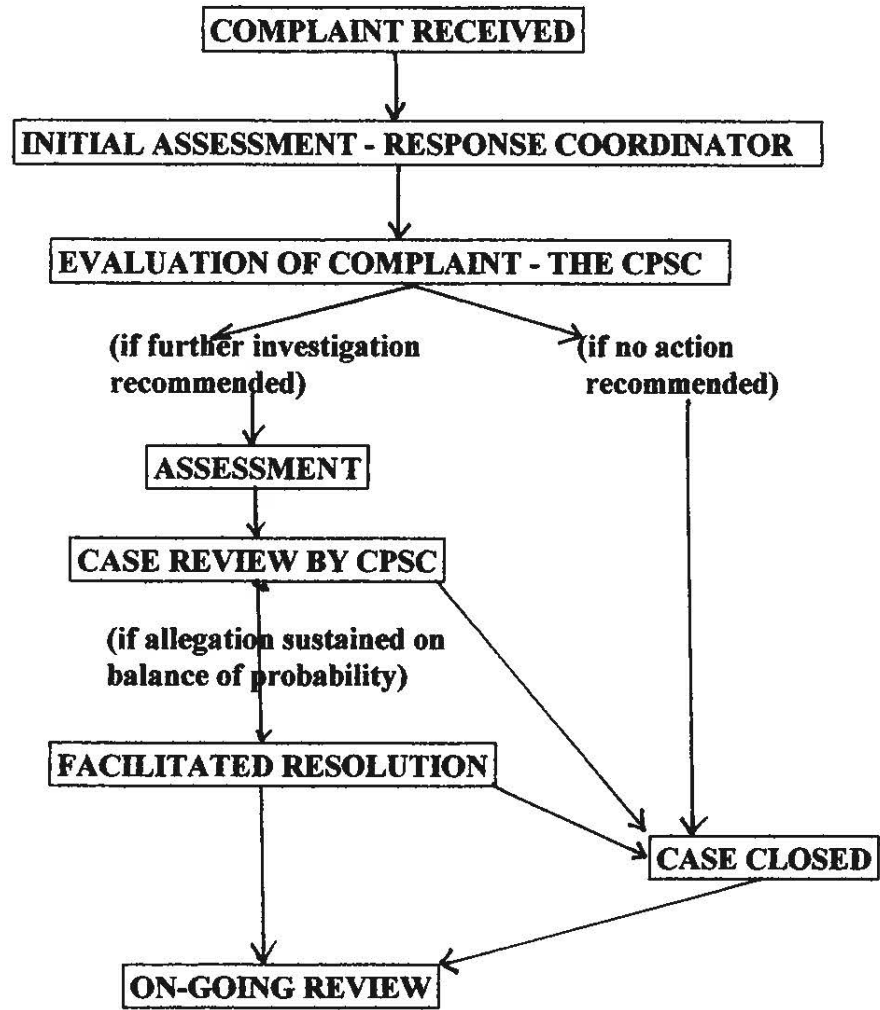 COMPLAINT RECEIVED
INITIAL ASSESSMENT - RESPONSE COORDINATOR
EVALUATION OF COMPLAINT - THE CPSC
(if further investigation
recommended)
(if no action
recommended)
ASSESSMENT
CASE REVIEW BY CPSC
(if allegation sustained on
balance of probability)
FACILITATED RESOLUTION
CASE CLOSED
ON-GOING REVIEW